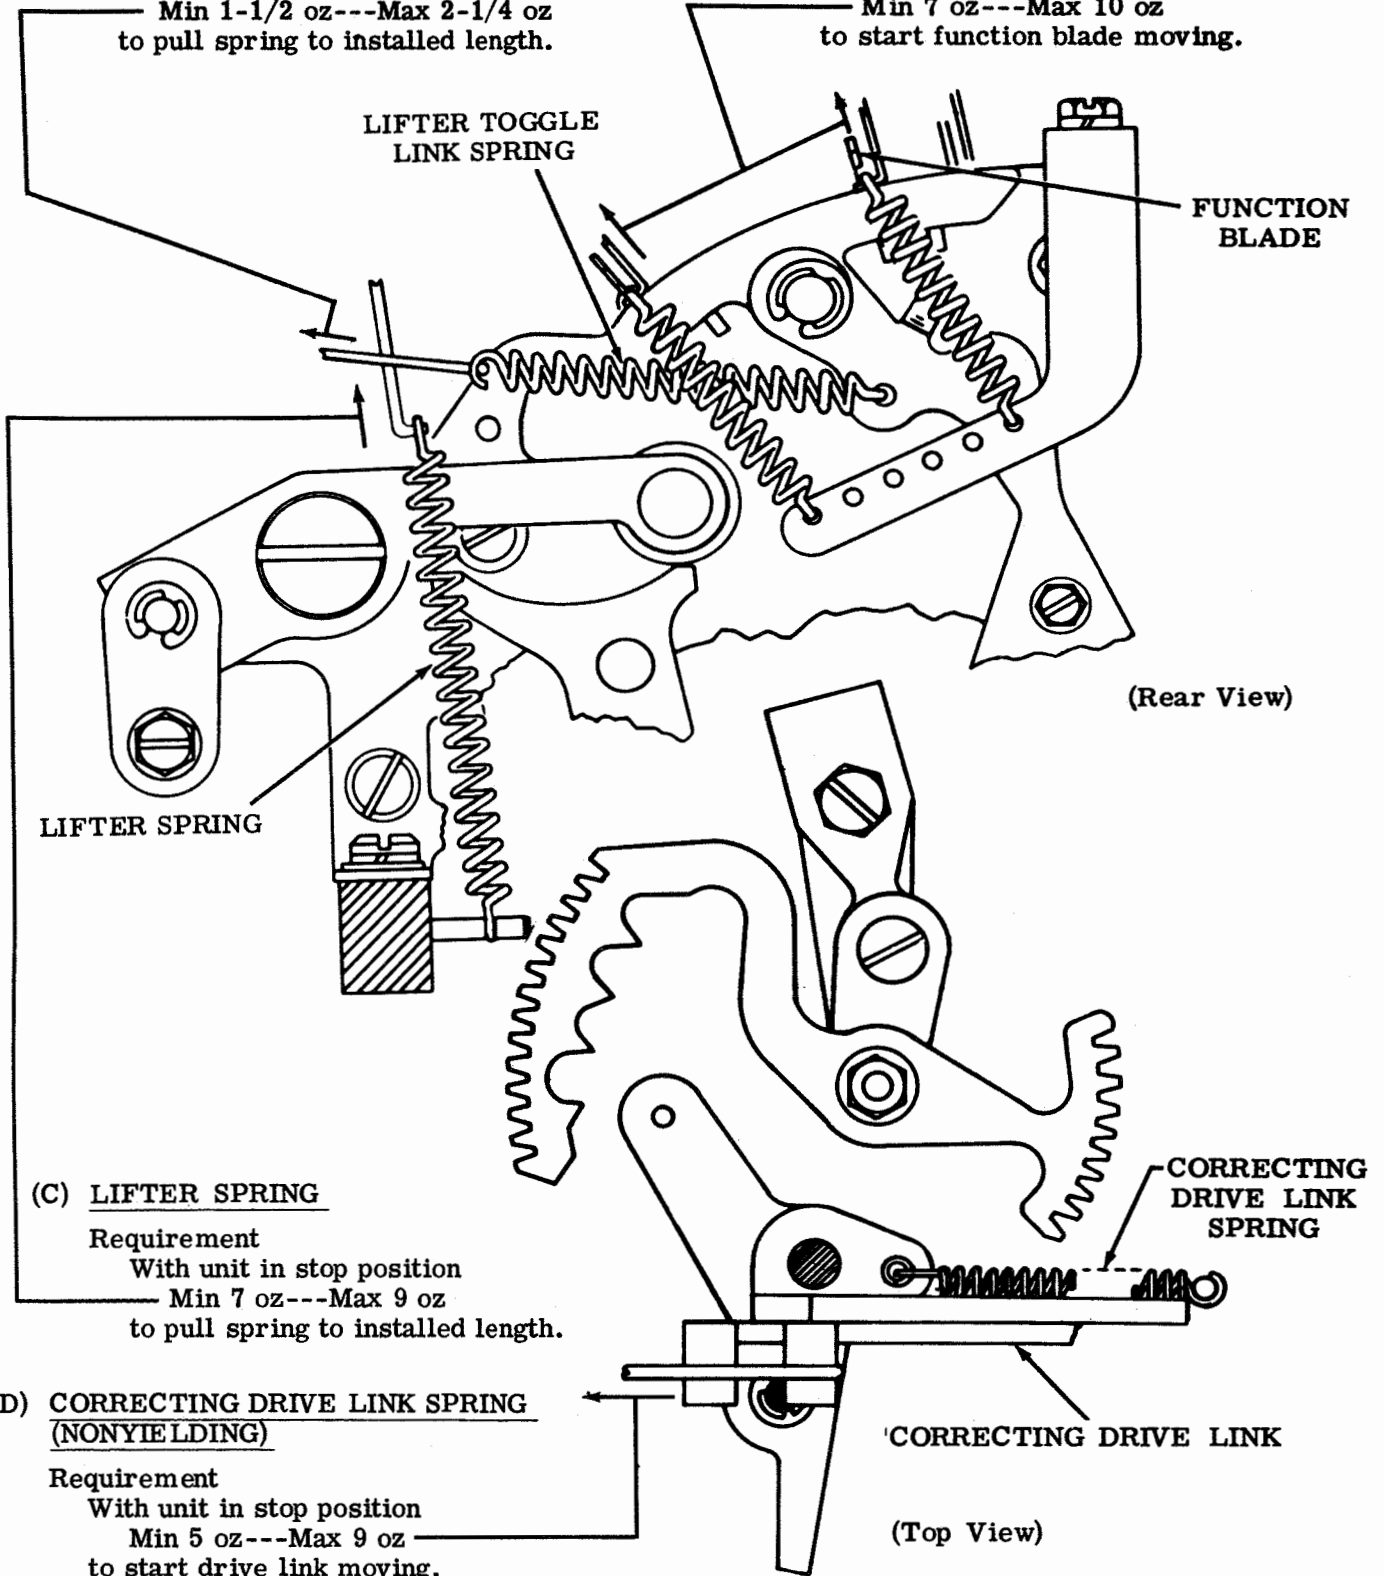 Min 1-1/2 oz---Max 2-1/4 oz
to pull spring to installed length.
Min 7 oz---Max 10 oz
to start function blade moving.
LIFTER TOGGLE
LINK SPRING
FUNCTION
BLADE
(Rear View)
LIFTER SPRING
(C) LIFTER SPRING
Requirement
With unit in stop position
Min 7 oz---Max 9 oz
to pull spring to installed length.
CORRECTING
DRIVE LINK
SPRING
D) CORRECTING DRIVE LINK SPRING
(NONYIELDING)
Requirement
With unit in stop position
Min 5 oz---Max 9 oz
to start drive link moving.
CORRECTING DRIVE LINK
(Top View)